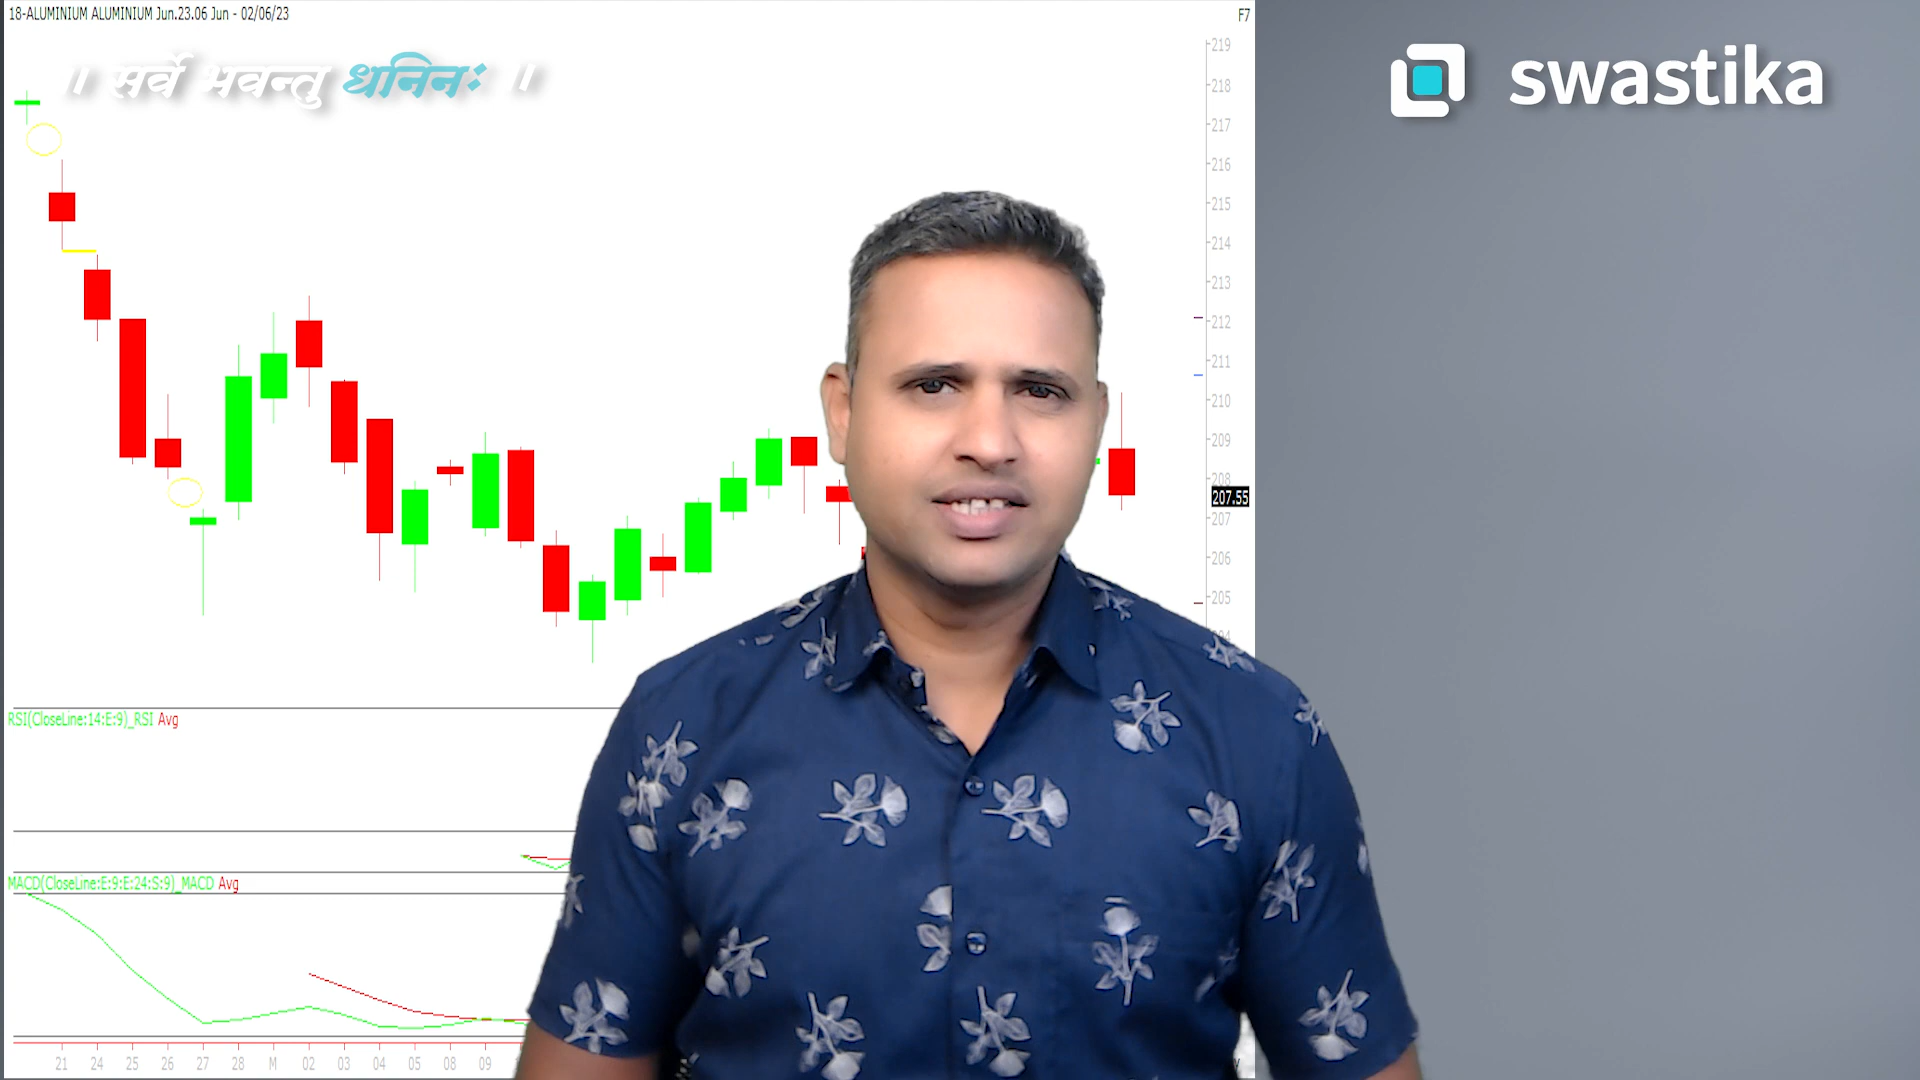 18-ALUMINIUM ALUMINIUM Jun.23.06 Jun - 02/06/23
F7
॥ सर्वे भवन्तु धनिनः ॥
swastika
219
218
217
216
215
214
213
212
211
210
209
208
207.55
207
206
205
RSI(CloseLine:14:E:9)_RSI Avg
MACD(CloseLine:E:9:E:24:S:9)_MACD Avg
21 24 25 26 27 28 M 02 03 04 05 08 09